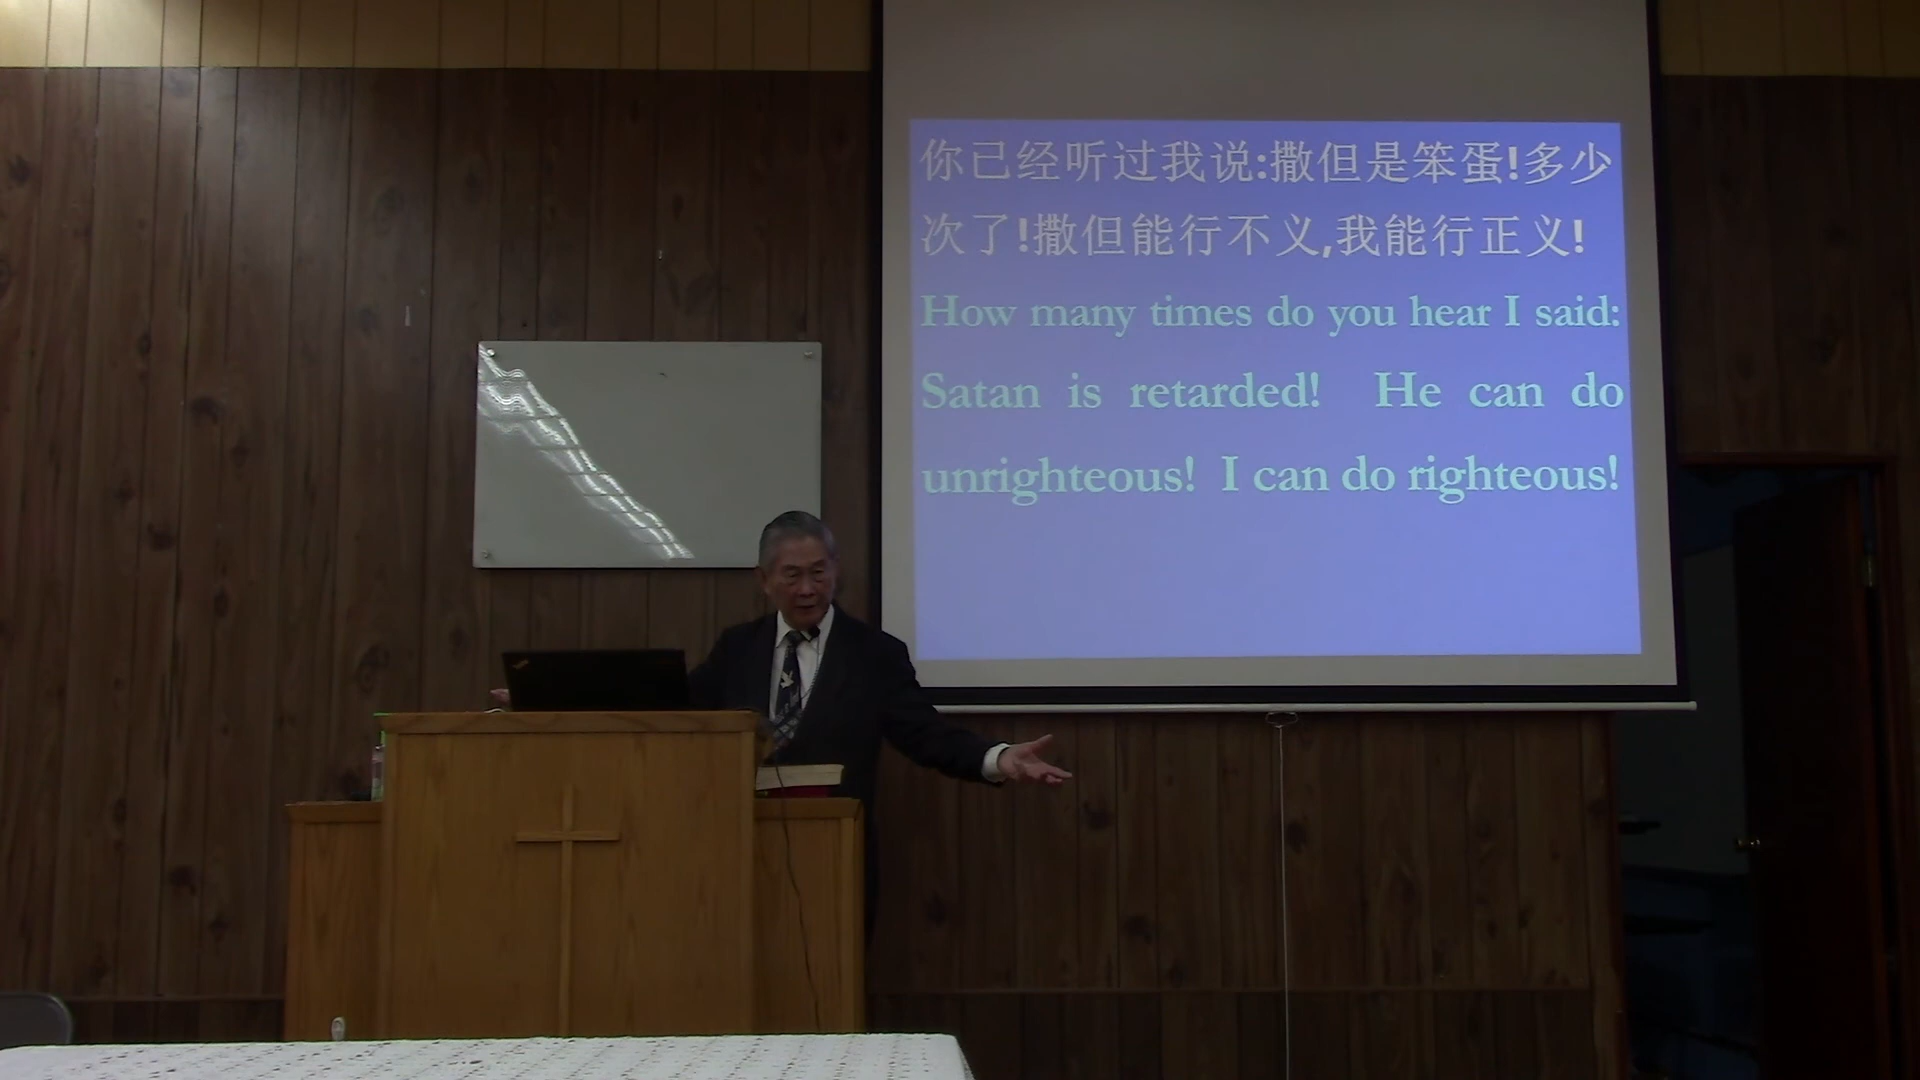 你已经听过我说:撒但是笨蛋!多少
次了!撒但能行不义,我能行正义!
How many times do you hear I said:
Satan is retarded! He can do
unrighteous! I can do righteous!